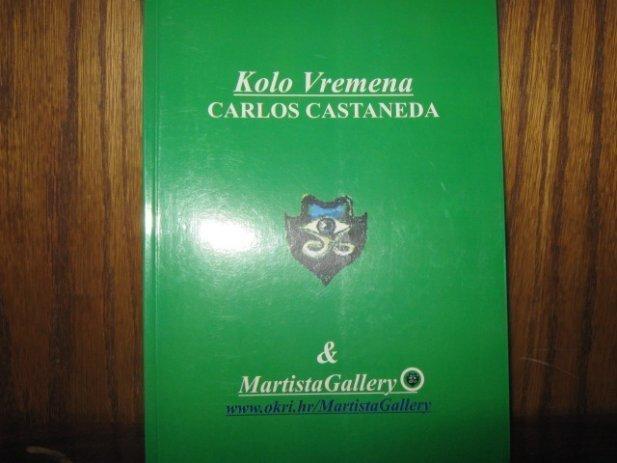 Kolo Vremena
CARLOS CASTANEDA
&
MartistaGallery
www.okri.hr/MartistaGallery